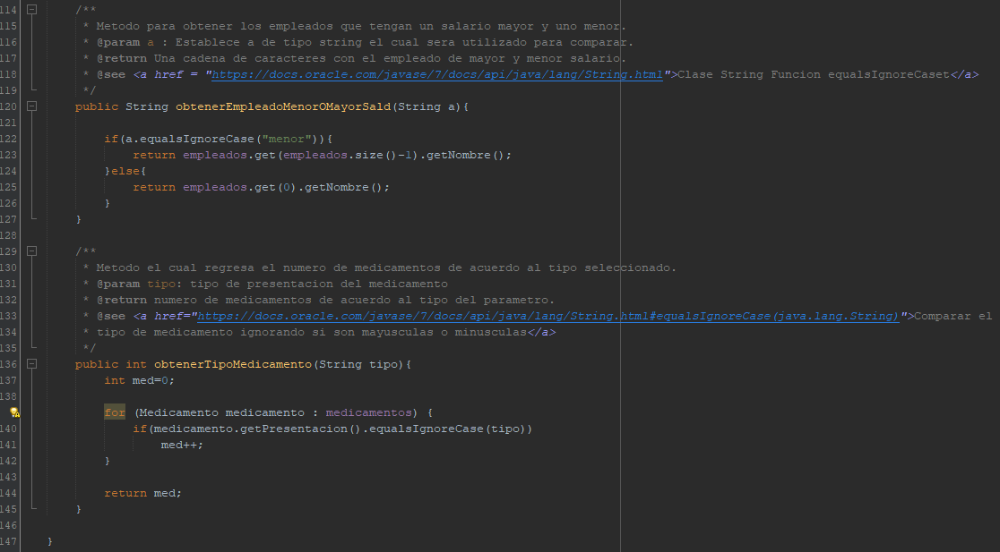 114 /**
115 * Metodo para obtener los empleados que tengan un salario mayor y uno menor.
116 * @param a : Establece a de tipo string el cual sera utilizado para comparar.
117 * @return Una cadena de caracteres con el empleado de mayor y menor salario.
118 * @see <a href = "https://docs.oracle.com/javase/7/docs/api/java/lang/String.html">Clase String Funcion equalsIgnoreCaset</a>
119 */
120 public String obtenerEmpleadoMenorOMayorSald(String a){
121
122 if(a.equalsIgnoreCase("menor")){
123 return empleados.get(empleados.size()-1).getNombre();
124 }else{
125 return empleados.get(0).getNombre();
126 }
127 }
128
129 /**
130 * Metodo el cual regresa el numero de medicamentos de acuerdo al tipo seleccionado.
131 * @param tipo: tipo de presentacion del medicamento
132 * @return numero de medicamentos de acuerdo al tipo del parametro.
133 * @see <a href="https://docs.oracle.com/javase/7/docs/api/java/lang/String.html#equalsIgnoreCase(java.lang.String)">Comparar el
134 * tipo de medicamento ignorando si son mayusculas o minusculas</a>
135 */
136 public int obtenerTipoMedicamento(String tipo){
137 int med=0;
138
for (Medicamento medicamento : medicamentos) {
140 if(medicamento.getPresentacion().equalsIgnoreCase(tipo))
141 med++;
142 }
143
144 return med;
145 }
146
147 }